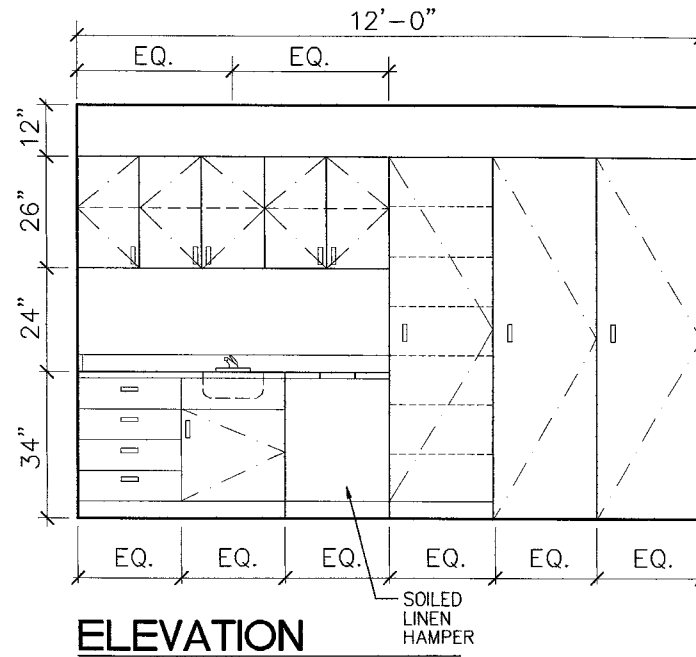 12'-0"
EQ. EQ.
12"
26"
24"
34"
EQ. EQ. EQ. EQ. EQ. EQ.
SOILED
LINEN
HAMPER
ELEVATION